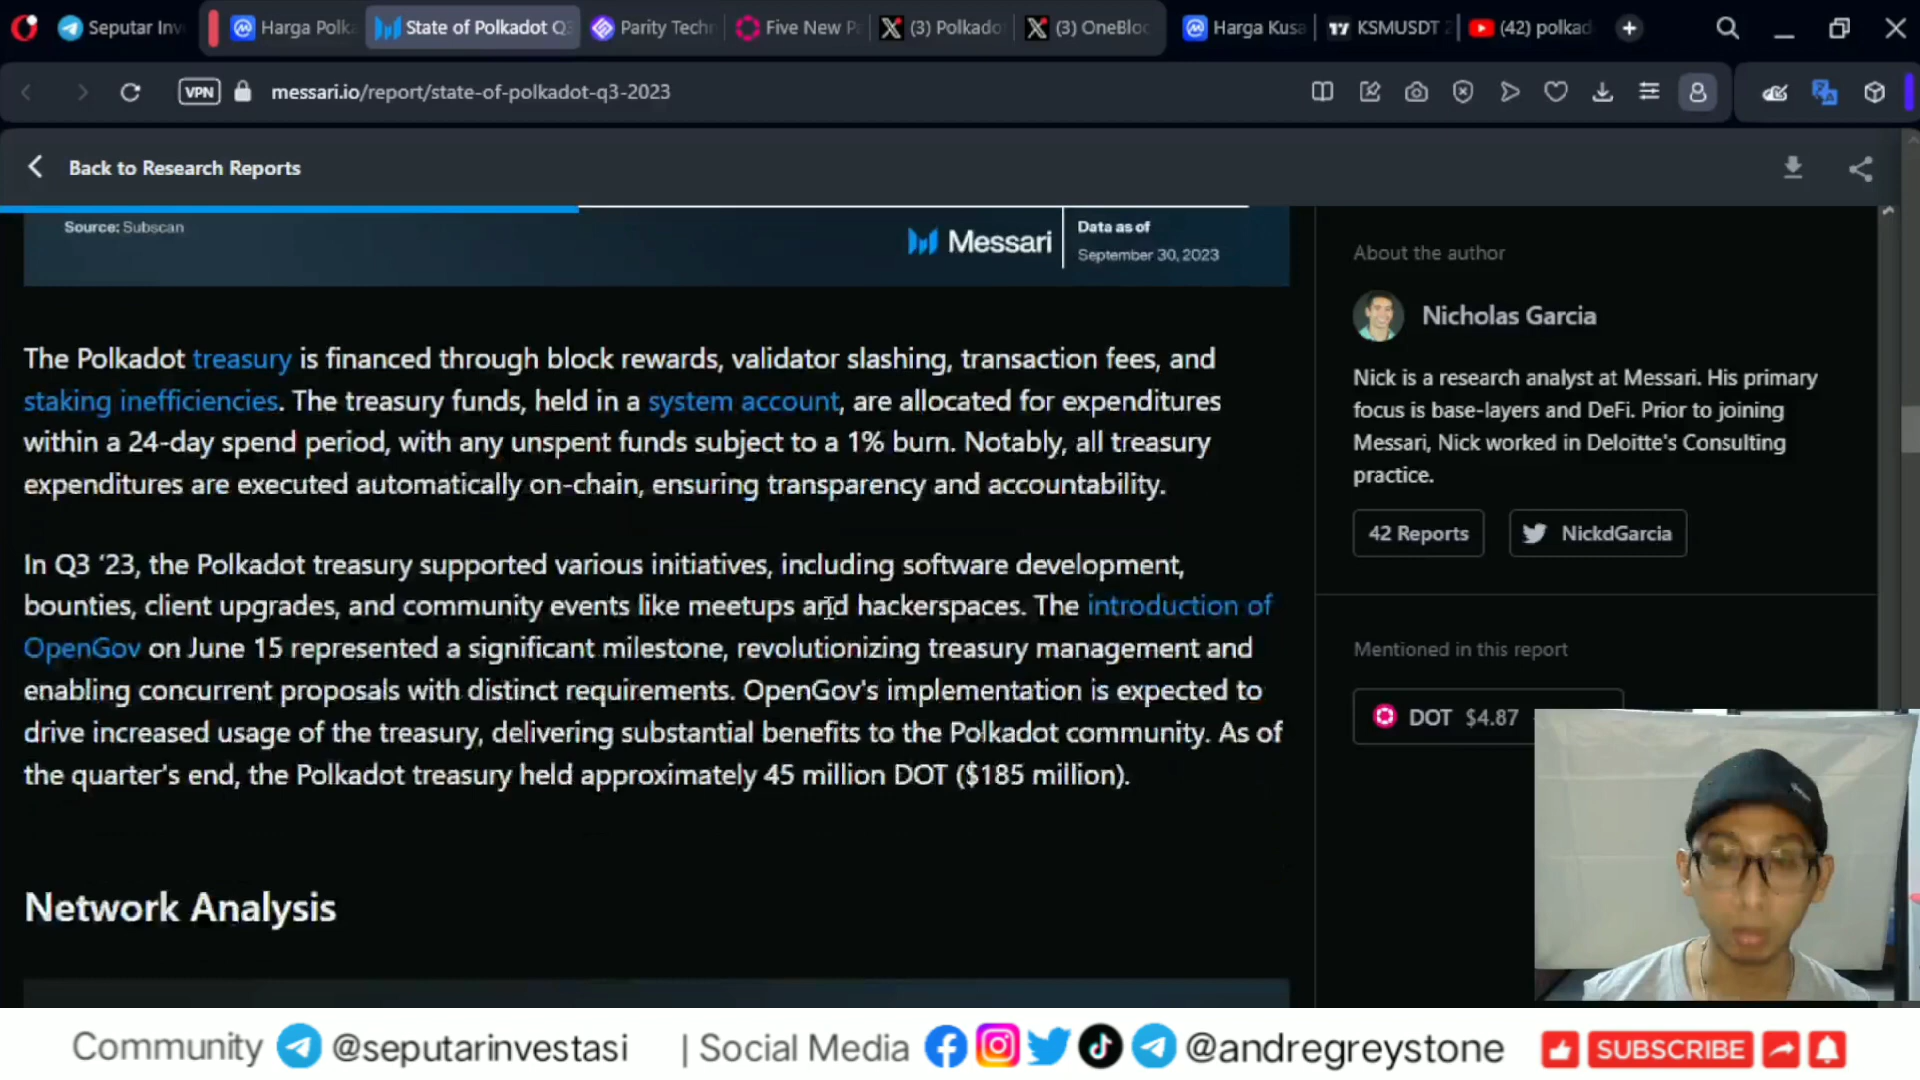 Seputar Inv
Harga Polka
State of Polkadot Q
Parity Tech
Five New P
(3) Polkado
(3) OneBloc
Harga Kusa
KSMUSDT 2
(42) polkad
VPN
messari.io/report/state-of-polkadot-q3-2023
Back to Research Reports
Source: Subscan
Messari
Data as of
September 30, 2023
The Polkadot treasury is financed through block rewards, validator slashing, transaction fees, and
staking inefficiencies. The treasury funds, held in a system account, are allocated for expenditures
within a 24-day spend period, with any unspent funds subject to a 1% burn. Notably, all treasury
expenditures are executed automatically on-chain, ensuring transparency and accountability.
In Q3 ‘23, the Polkadot treasury supported various initiatives, including software development,
bounties, client upgrades, and community events like meetups and hackerspaces. The introduction of
OpenGov on June 15 represented a significant milestone, revolutionizing treasury management and
enabling concurrent proposals with distinct requirements. OpenGov's implementation is expected to
drive increased usage of the treasury, delivering substantial benefits to the Polkadot community. As of
the quarter's end, the Polkadot treasury held approximately 45 million DOT ($185 million).
Network Analysis
About the author
Nicholas Garcia
Nick is a research analyst at Messari. His primary
focus is base-layers and DeFi. Prior to joining
Messari, Nick worked in Deloitte's Consulting
practice.
42 Reports
NickdGarcia
Mentioned in this report
DOT $4.87
Community @seputarinvestasi | Social Media @andregreystone SUBSCRIBE